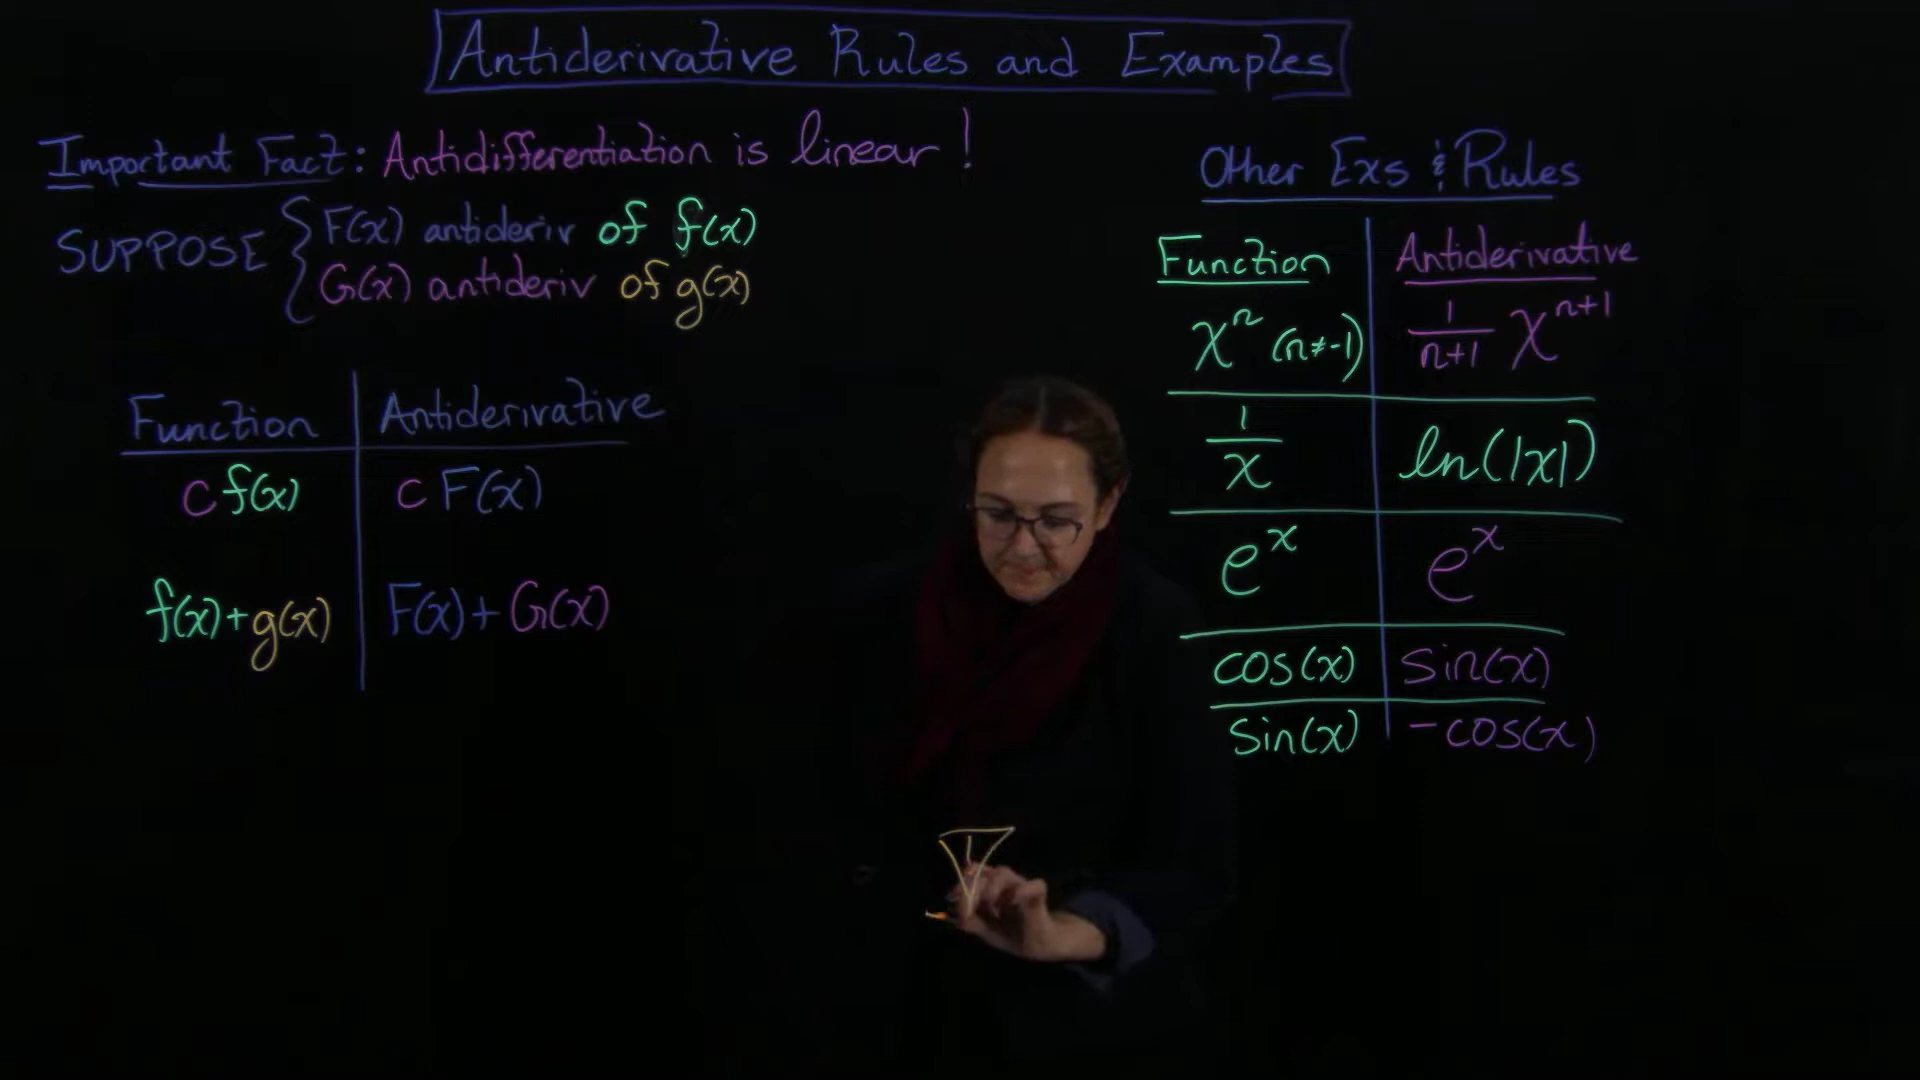 Antiderivative Rules and Examples
Important Fact: Antidifferentiation is linear!
SUPPOSE { F(x) antideriv of f(x)
G(x) antideriv of g(x)
Function | Antiderivative
c f(x) | c F(x)
f(x)+g(x) | F(x)+G(x)
Other Exs & Rules
Function | Antiderivative
x^n (n≠-1) | 1/(n+1) x^(n+1)
1/x | ln(|x|)
e^x | e^x
cos(x) | sin(x)
sin(x) | -cos(x)